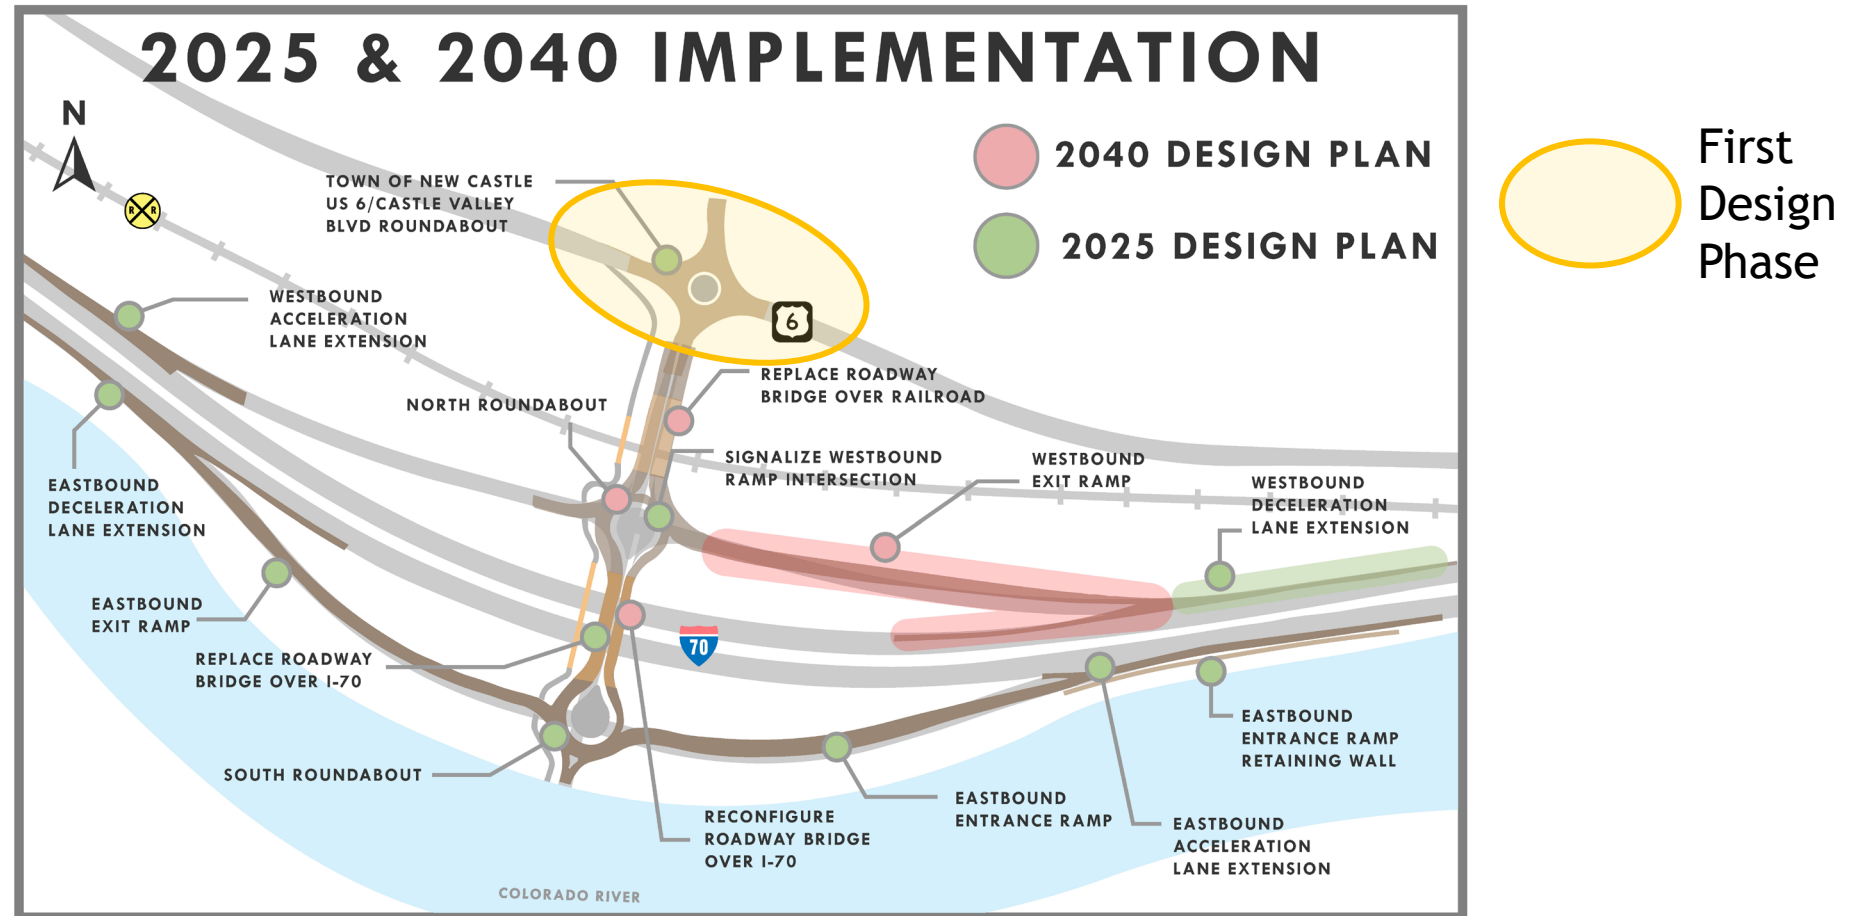 2025 & 2040 IMPLEMENTATION
N
R R
2040 DESIGN PLAN
2025 DESIGN PLAN
First
Design
Phase
TOWN OF NEW CASTLE
US 6/CASTLE VALLEY
BLVD ROUNDABOUT
6
WESTBOUND
ACCELERATION
LANE EXTENSION
REPLACE ROADWAY
BRIDGE OVER RAILROAD
NORTH ROUNDABOUT
SIGNALIZE WESTBOUND
RAMP INTERSECTION
WESTBOUND
EXIT RAMP
WESTBOUND
DECELERATION
LANE EXTENSION
EASTBOUND
DECELERATION
LANE EXTENSION
EASTBOUND
EXIT RAMP
REPLACE ROADWAY
BRIDGE OVER I-70
70
SOUTH ROUNDABOUT
EASTBOUND
ENTRANCE RAMP
RETAINING WALL
EASTBOUND
ENTRANCE RAMP
RECONFIGURE
ROADWAY BRIDGE
OVER I-70
EASTBOUND
ACCELERATION
LANE EXTENSION
COLORADO RIVER